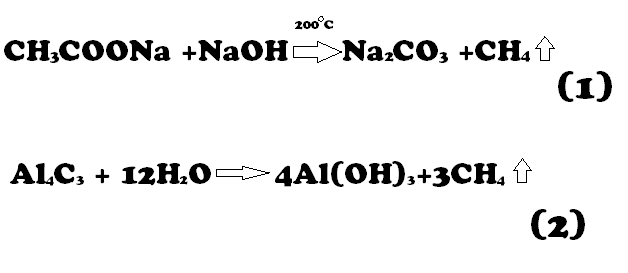 200°C
CH₃COONa +NaOH ⇨ Na₂CO₃ +CH₄ ⇧
(1)
Al₄C₃ + 12H₂O ⇨ 4Al(OH)₃+3CH₄ ⇧
(2)